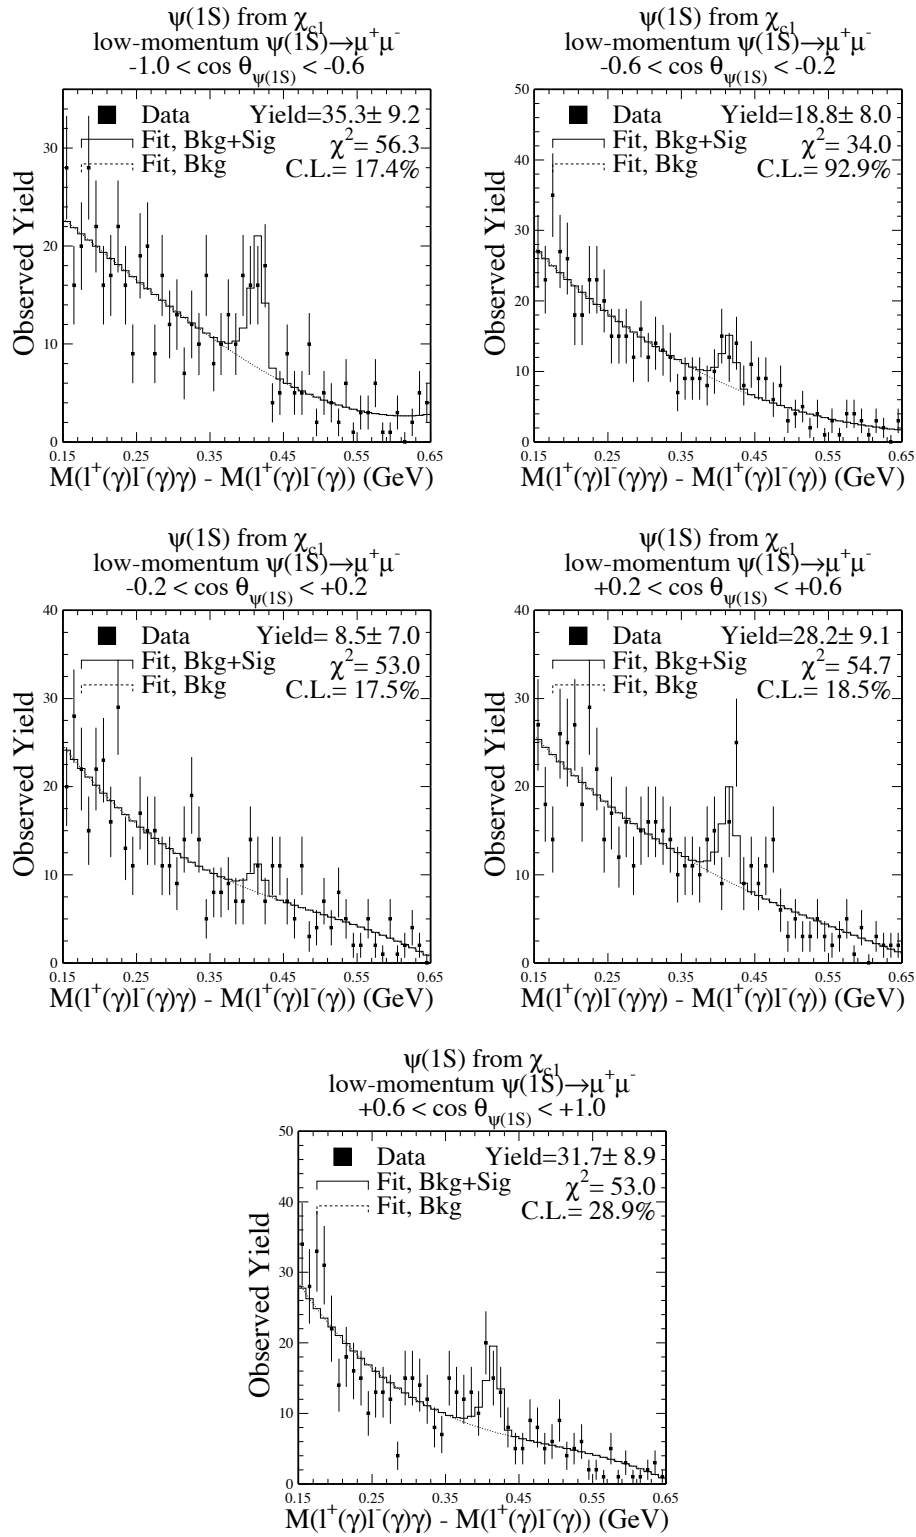 ψ(1S) from χc1
low-momentum ψ(1S)→μ+μ-
-1.0 < cos θψ(1S) < -0.6
Data Yield=35.3± 9.2
Fit, Bkg+Sig χ2= 56.3
Fit, Bkg C.L.= 17.4%
Observed Yield
30
20
10
0
0.15 0.25 0.35 0.45 0.55 0.65
M(l+(γ)l-(γ)γ) - M(l+(γ)l-(γ)) (GeV)
ψ(1S) from χc1
low-momentum ψ(1S)→μ+μ-
-0.6 < cos θψ(1S) < -0.2
Data Yield=18.8± 8.0
Fit, Bkg+Sig χ2= 34.0
Fit, Bkg C.L.= 92.9%
Observed Yield
50
40
30
20
10
0
0.15 0.25 0.35 0.45 0.55 0.65
M(l+(γ)l-(γ)γ) - M(l+(γ)l-(γ)) (GeV)
ψ(1S) from χc1
low-momentum ψ(1S)→μ+μ-
-0.2 < cos θψ(1S) < +0.2
Data Yield= 8.5± 7.0
Fit, Bkg+Sig χ2= 53.0
Fit, Bkg C.L.= 17.5%
Observed Yield
40
30
20
10
0
0.15 0.25 0.35 0.45 0.55 0.65
M(l+(γ)l-(γ)γ) - M(l+(γ)l-(γ)) (GeV)
ψ(1S) from χc1
low-momentum ψ(1S)→μ+μ-
+0.2 < cos θψ(1S) < +0.6
Data Yield=28.2± 9.1
Fit, Bkg+Sig χ2= 54.7
Fit, Bkg C.L.= 18.5%
Observed Yield
40
30
20
10
0
0.15 0.25 0.35 0.45 0.55 0.65
M(l+(γ)l-(γ)γ) - M(l+(γ)l-(γ)) (GeV)
ψ(1S) from χc1
low-momentum ψ(1S)→μ+μ-
+0.6 < cos θψ(1S) < +1.0
Data Yield=31.7± 8.9
Fit, Bkg+Sig χ2= 53.0
Fit, Bkg C.L.= 28.9%
Observed Yield
50
40
30
20
10
0
0.15 0.25 0.35 0.45 0.55 0.65
M(l+(γ)l-(γ)γ) - M(l+(γ)l-(γ)) (GeV)